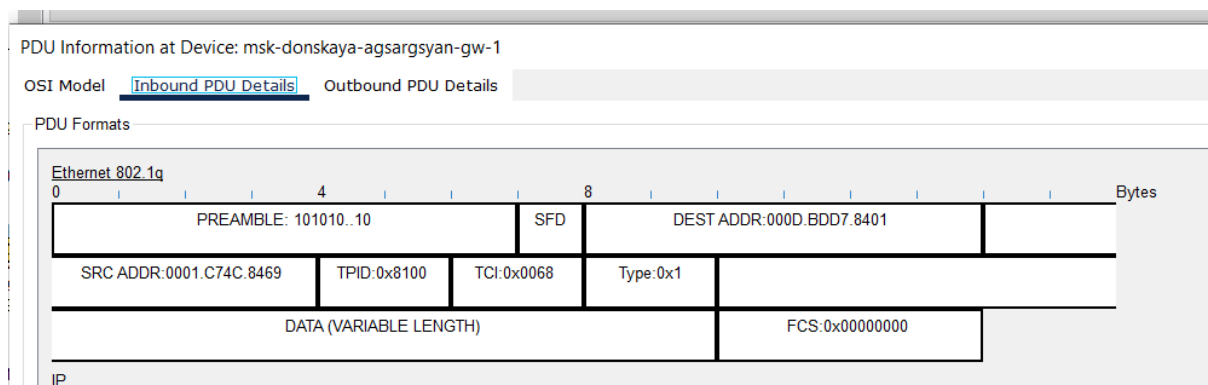 PDU Information at Device: msk-donskaya-agsargsyan-gw-1
OSI Model Inbound PDU Details Outbound PDU Details
PDU Formats
Ethernet 802.1q
0 4 8 Bytes
PREAMBLE: 101010..10 SFD DEST ADDR:000D.BDD7.8401
SRC ADDR:0001.C74C.8469 TPID:0x8100 TCI:0x0068 Type:0x1
DATA (VARIABLE LENGTH) FCS:0x00000000
IP